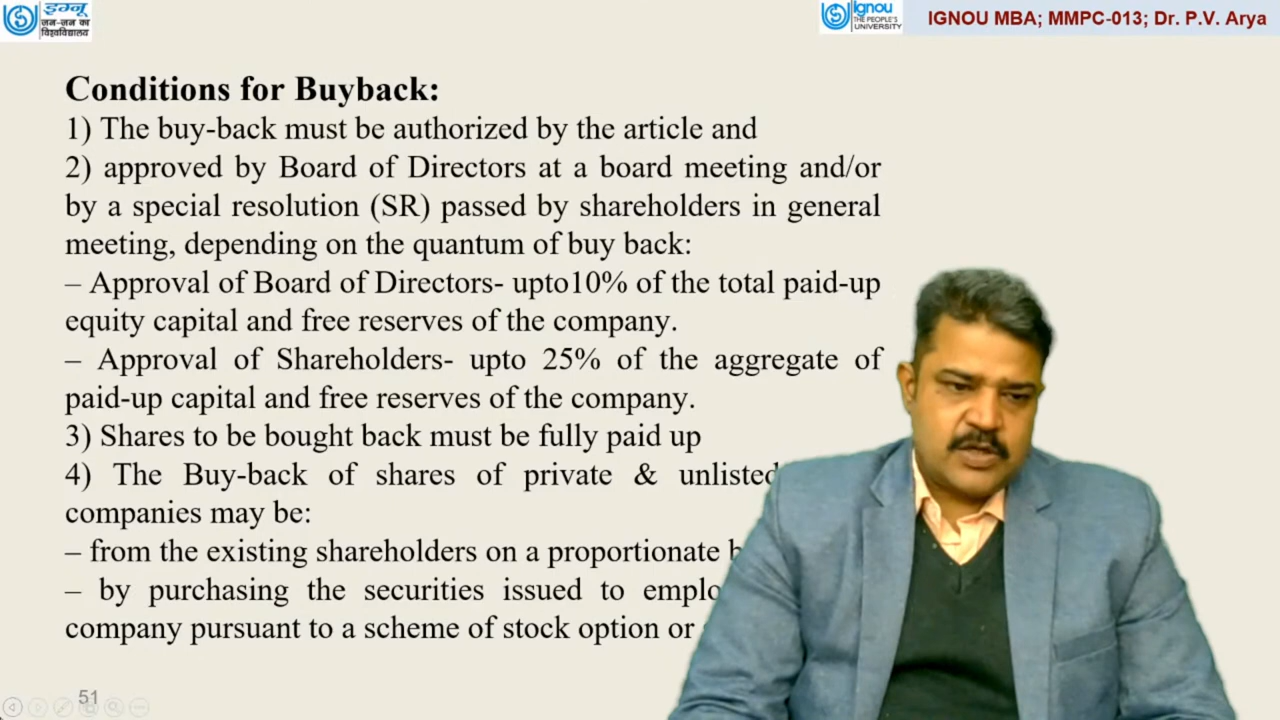 इग्नू
जन-जन का
विश्वविद्यालय
ignou
THE PEOPLE'S
UNIVERSITY
IGNOU MBA; MMPC-013; Dr. P.V. Arya
Conditions for Buyback:
1) The buy-back must be authorized by the article and
2) approved by Board of Directors at a board meeting and/or
by a special resolution (SR) passed by shareholders in general
meeting, depending on the quantum of buy back:
– Approval of Board of Directors- upto10% of the total paid-up
equity capital and free reserves of the company.
– Approval of Shareholders- upto 25% of the aggregate of
paid-up capital and free reserves of the company.
3) Shares to be bought back must be fully paid up
4) The Buy-back of shares of private & unlisted
companies may be:
– from the existing shareholders on a proportionate
– by purchasing the securities issued to
company pursuant to a scheme of stock option or
51